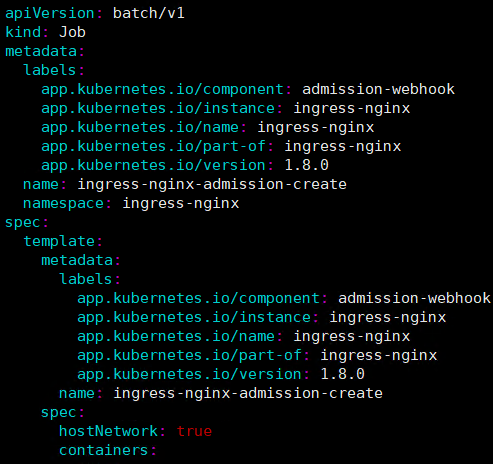 apiVersion: batch/v1
kind: Job
metadata:
  labels:
    app.kubernetes.io/component: admission-webhook
    app.kubernetes.io/instance: ingress-nginx
    app.kubernetes.io/name: ingress-nginx
    app.kubernetes.io/part-of: ingress-nginx
    app.kubernetes.io/version: 1.8.0
  name: ingress-nginx-admission-create
  namespace: ingress-nginx
spec:
  template:
    metadata:
      labels:
        app.kubernetes.io/component: admission-webhook
        app.kubernetes.io/instance: ingress-nginx
        app.kubernetes.io/name: ingress-nginx
        app.kubernetes.io/part-of: ingress-nginx
        app.kubernetes.io/version: 1.8.0
      name: ingress-nginx-admission-create
    spec:
      hostNetwork: true
      containers: